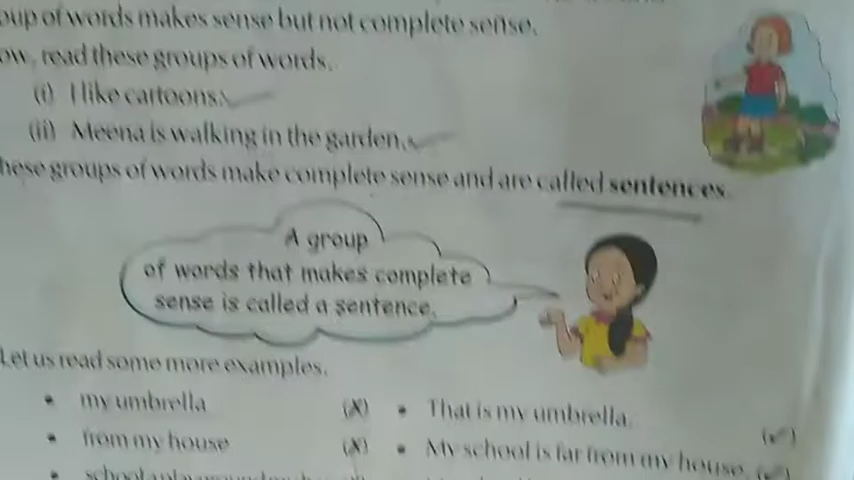 of words makes sense but not complete sense.
read these groups of words.
(i) I like cartoons.
(ii) Meena is walking in the garden.
hese groups of words make complete sense and are called sentences.
A group
of words that makes complete
sense is called a sentence.
Let us read some more examples.
• my umbrella (X) • That is my umbrella. (✓)
• from my house (X) • My school is far from my house. (✓)